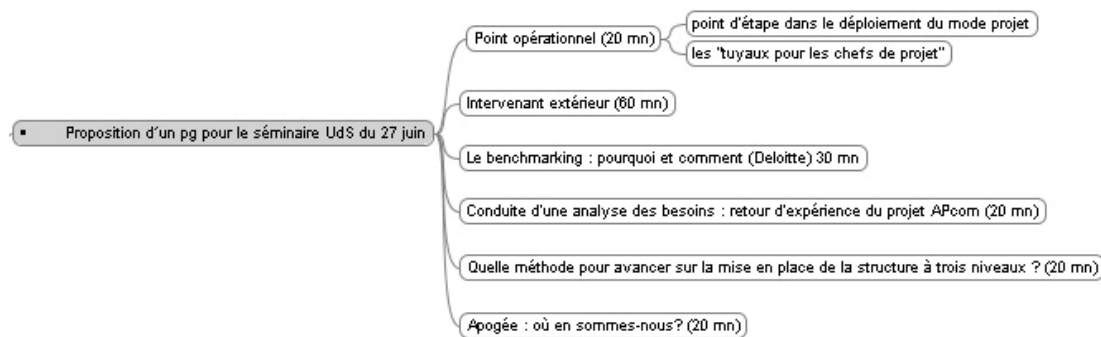 Proposition d'un pg pour le séminaire UdS du 27 juin
Point opérationnel (20 mn)
point d'étape dans le déploiement du mode projet
les "tuyaux pour les chefs de projet"
Intervenant extérieur (60 mn)
Le benchmarking : pourquoi et comment (Deloitte) 30 mn
Conduite d'une analyse des besoins : retour d'expérience du projet APcom (20 mn)
Quelle méthode pour avancer sur la mise en place de la structure à trois niveaux ? (20 mn)
Apogée : où en sommes-nous? (20 mn)